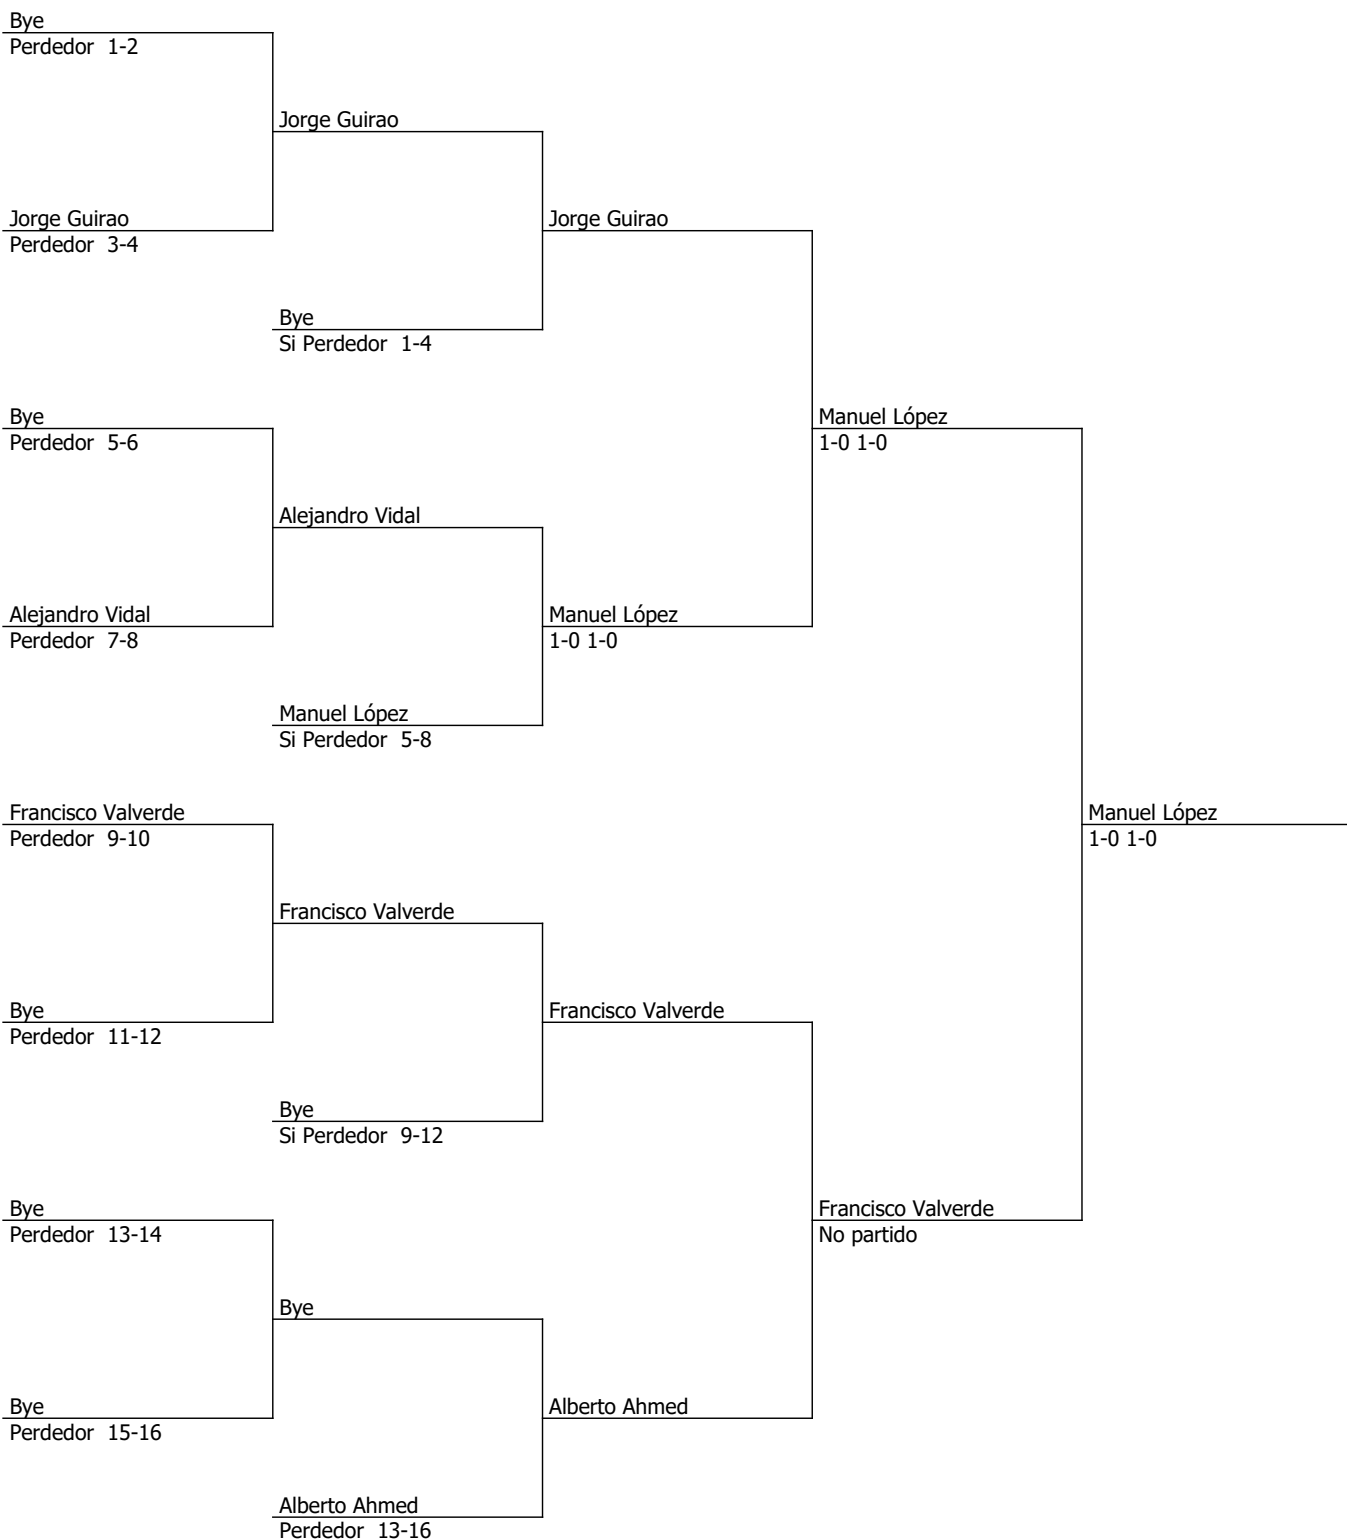 Bye
Perdedor 1-2
Jorge Guirao
Jorge Guirao
Perdedor 3-4
Jorge Guirao
Bye
Si Perdedor 1-4
Bye
Perdedor 5-6
Manuel López
1-0 1-0
Alejandro Vidal
Alejandro Vidal
Perdedor 7-8
Manuel López
1-0 1-0
Manuel López
Si Perdedor 5-8
Francisco Valverde
Perdedor 9-10
Manuel López
1-0 1-0
Francisco Valverde
Bye
Perdedor 11-12
Francisco Valverde
Bye
Si Perdedor 9-12
Bye
Perdedor 13-14
Francisco Valverde
No partido
Bye
Bye
Perdedor 15-16
Alberto Ahmed
Alberto Ahmed
Perdedor 13-16